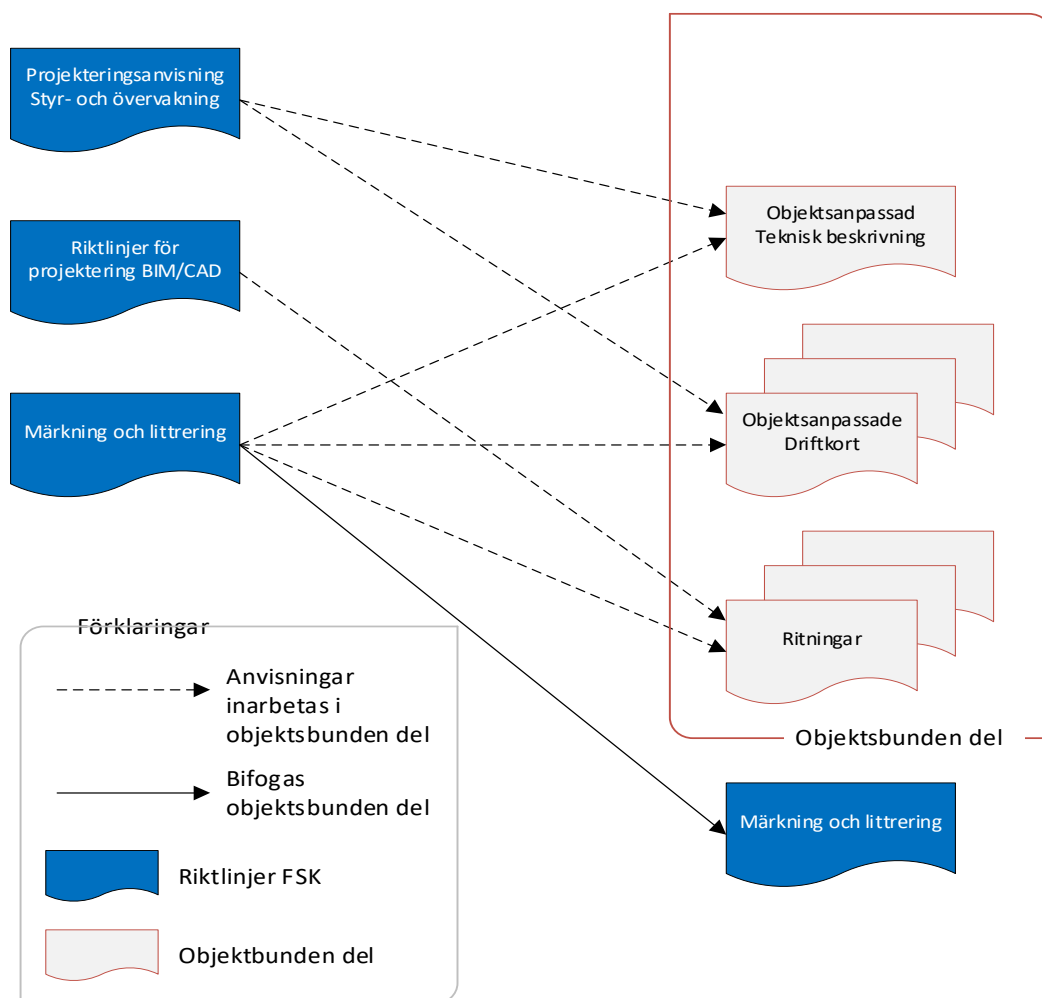 Projekteringsanvisning
Styr- och övervakning
Riktlinjer för
projektering BIM/CAD
Märkning och littrering
Objektsanpassad
Teknisk beskrivning
Objektsanpassade
Driftkort
Ritningar
Objektsbunden del
Märkning och littrering
Förklaringar
Anvisningar
inarbetas i
objektsbunden del
Bifogas
objektsbunden del
Riktlinjer FSK
Objektbunden del